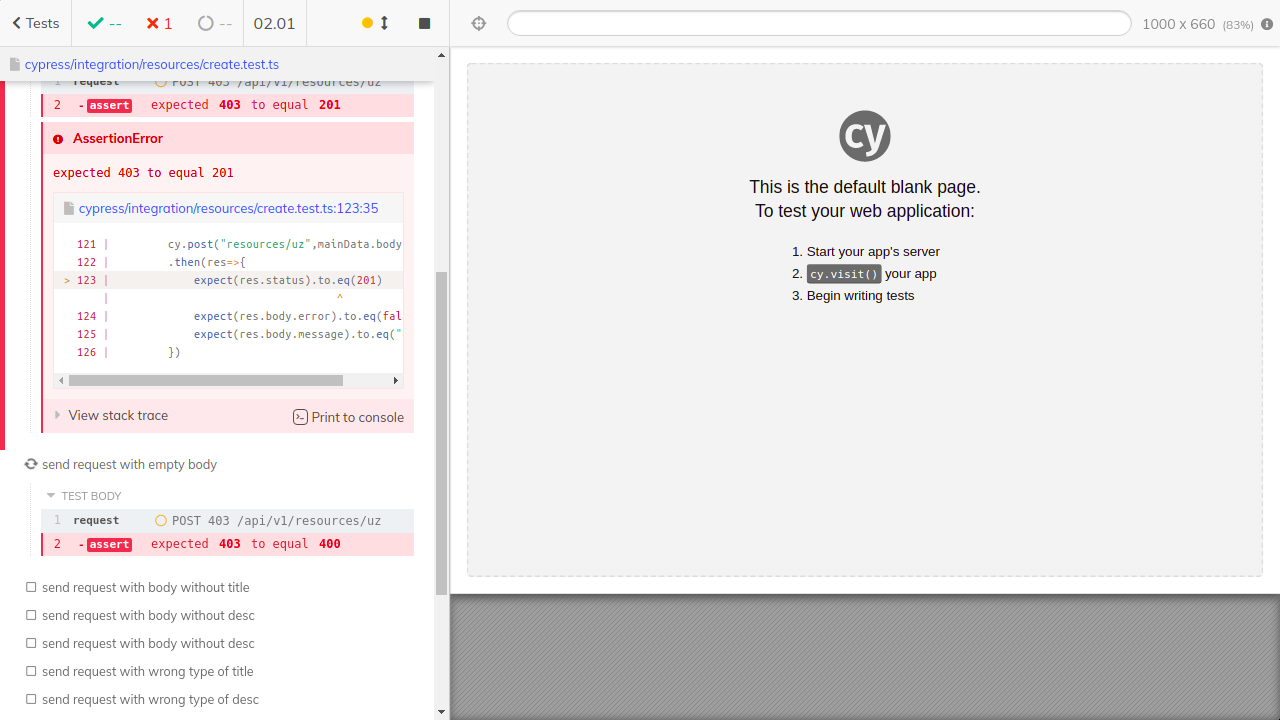 Tests
--
1
--
02.01
1000 x 660 (83%)
cypress/integration/resources/create.test.ts
1 request POST 403 /api/v1/resources/uz
2 - assert expected 403 to equal 201
AssertionError
expected 403 to equal 201
cypress/integration/resources/create.test.ts:123:35
121 | cy.post("resources/uz",mainData.body
122 | .then(res=>{
> 123 | expect(res.status).to.eq(201)
| ^
124 | expect(res.body.error).to.eq(fal
125 | expect(res.body.message).to.eq("
126 | })
View stack trace
Print to console
send request with empty body
TEST BODY
1 request POST 403 /api/v1/resources/uz
2 - assert expected 403 to equal 400
send request with body without title
send request with body without desc
send request with body without desc
send request with wrong type of title
send request with wrong type of desc
cy
This is the default blank page.
To test your web application:
1. Start your app's server
2. cy.visit() your app
3. Begin writing tests